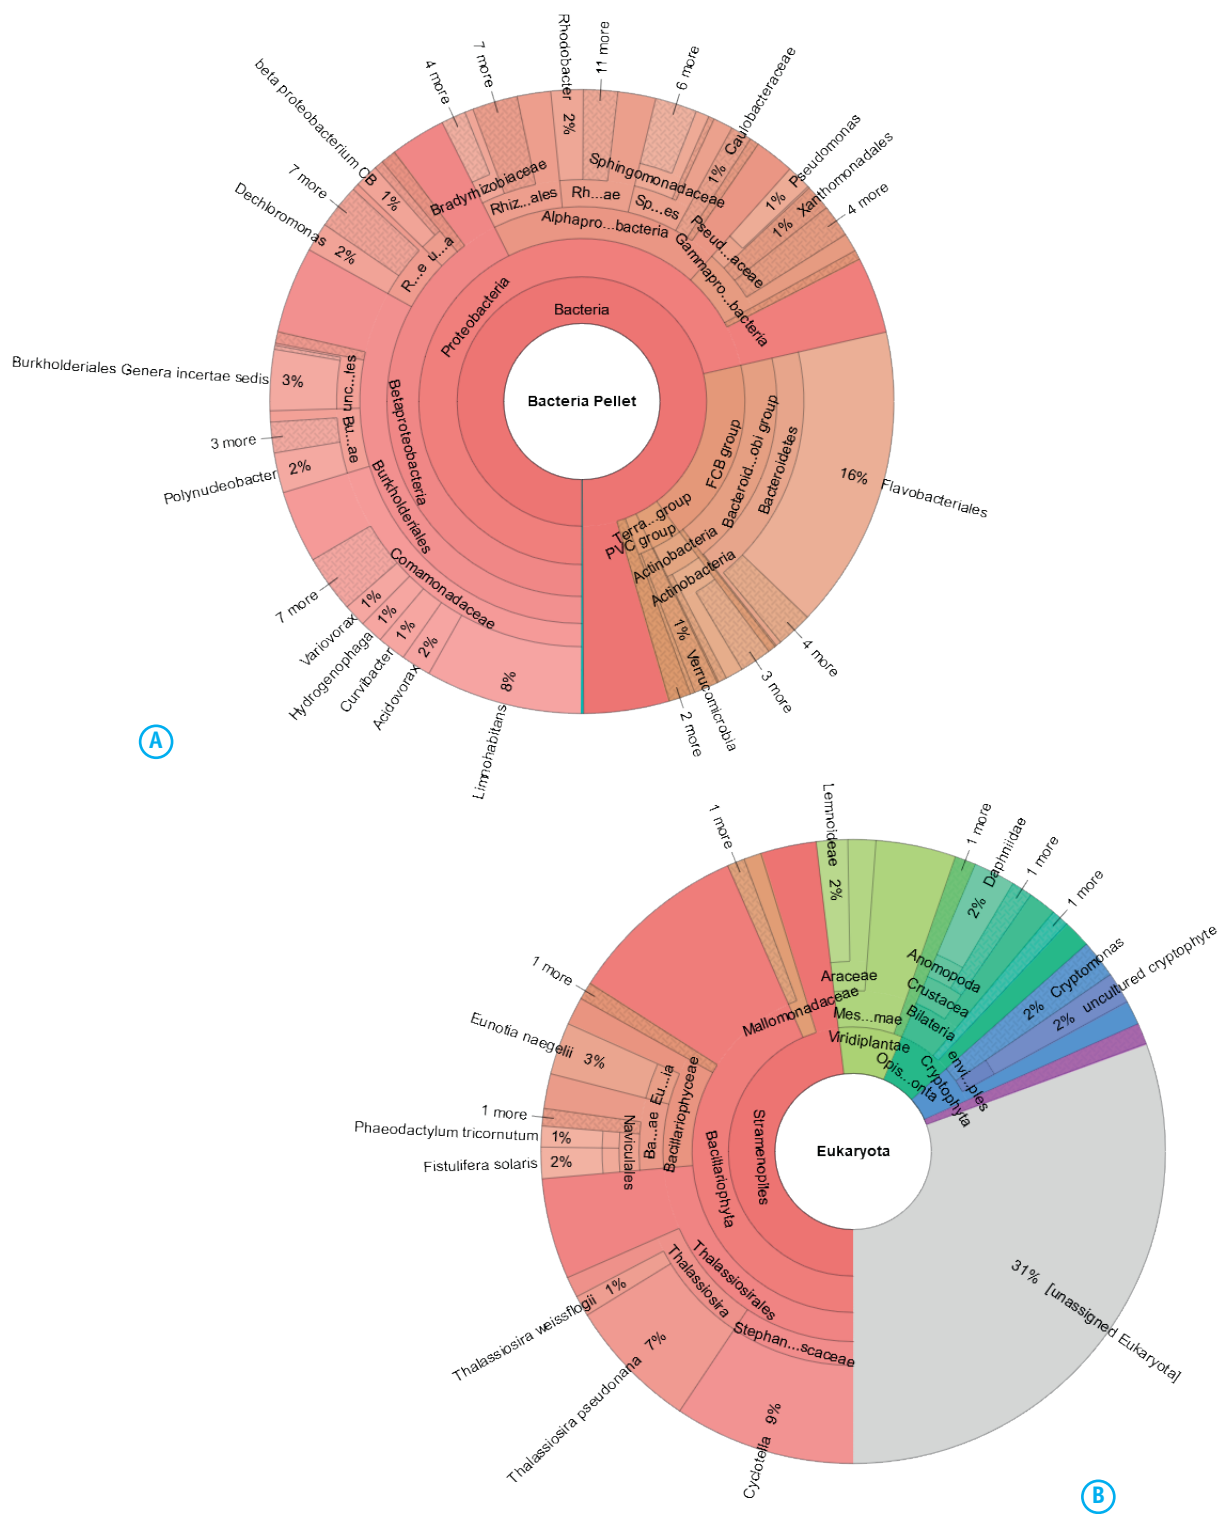 Rhodobacter
2%
11 more
7 more
4 more
6 more
Caulobacteraceae
1%
Pseudomonas
1%
Xanthomonadales
1%
4 more
beta proteobacterium CB
1%
7 more
Dechloromonas
2%
Bradyrhizobiaceae
Rhiz...ales
Rh...ae
Sphingomonadaceae
Sp...es
Pseud...aceae
Alphapro...bacteria
Gammapro...bacteria
R...e
u...a
Proteobacteria
Bacteria
Bacteria Pellet
Burkholderiales Genera incertae sedis
3%
unc...les
Bu...ae
3 more
Polynucleobacter
2%
Betaproteobacteria
Burkholderiales
Comamonadaceae
7 more
Variovorax
1%
Hydrogenophaga
1%
Curvibacter
1%
Acidovorax
2%
Limnohabitans
8%
FCB group
Bacteroid...obi group
Bacteroidetes
16%
Flavobacteriales
Terra...group
PVC group
Actinobacteria
Actinobacteria
4 more
3 more
1%
Verrucomicrobia
2 more
A
Lemnoideae
2%
1 more
1 more
Daphniidae
2%
1 more
1 more
Cryptomonas
2%
uncultured cryptophyte
2%
Araceae
Mallomonadaceae
Mes...mae
Viridiplantae
Anomopoda
Crustacea
Bilateria
Opis...onta
Cryptophyta
envi...ples
1 more
Eunotia naegelii
3%
Eu...ia
Bacillariophyceae
Ba...ae
Naviculales
1 more
Phaeodactylum tricornutum
1%
Fistulifera solaris
2%
Stramenopiles
Bacillariophyta
Eukaryota
Thalassiosirales
Thalassiosira
Stephan...scaceae
Thalassiosira weissflogii
1%
Thalassiosira pseudonana
7%
Cyclotella
9%
31%
[unassigned Eukaryota]
B